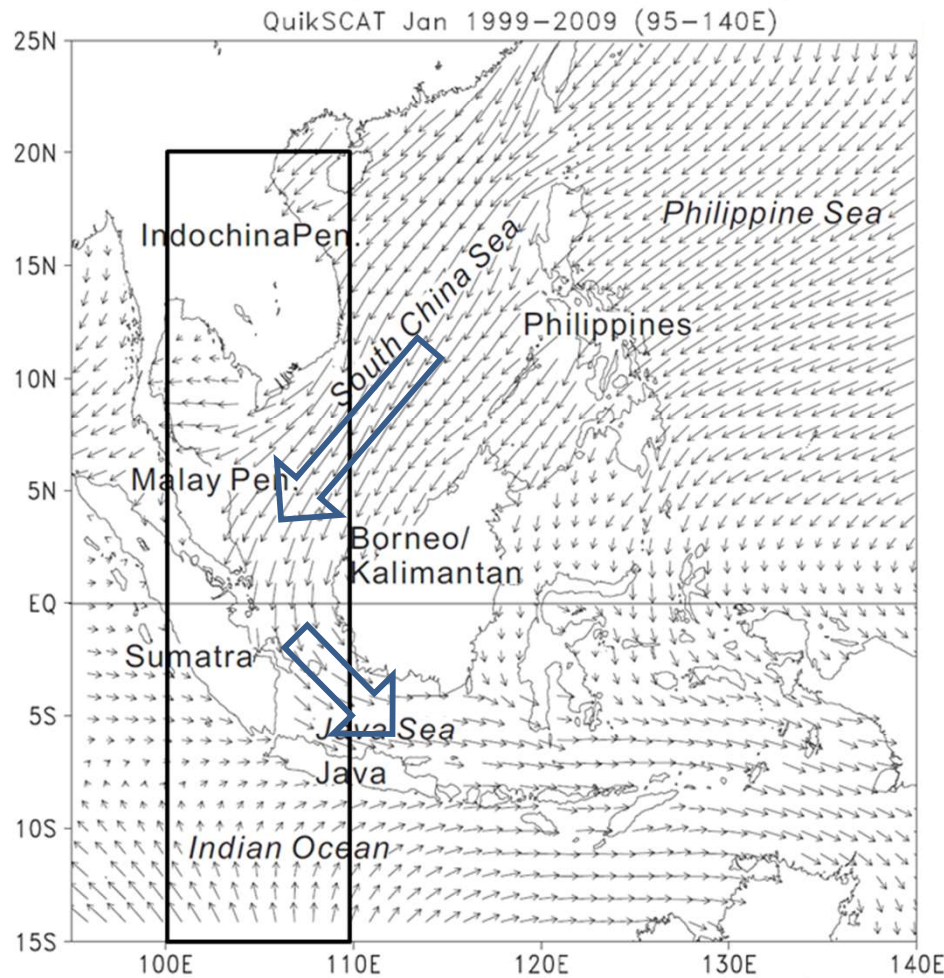 QuikSCAT Jan 1999-2009 (95-140E)
25N
20N
Philippine Sea
IndochinaPen.
15N
South China Sea
Philippines
10N
Malay Pen.
5N
Borneo/
Kalimantan
EQ
Sumatra
5S
Java Sea
Java
10S
Indian Ocean
15S
100E 110E 120E 130E 140E